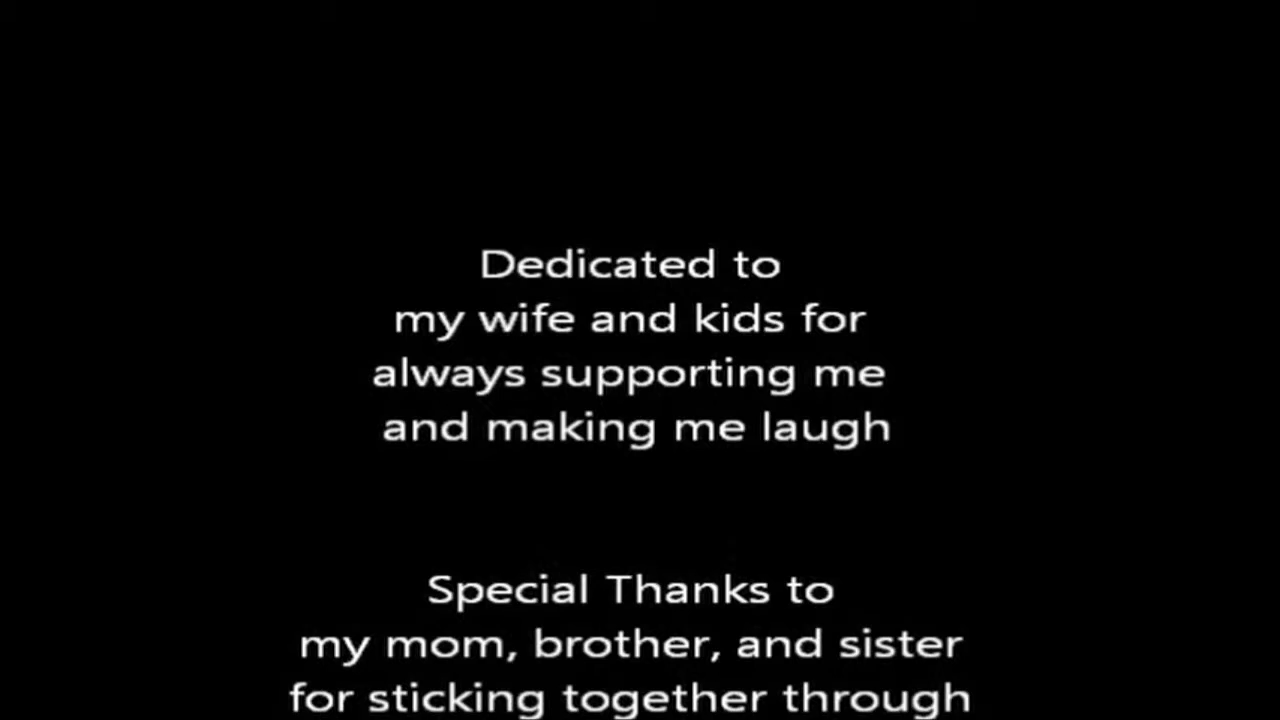 Dedicated to
my wife and kids for
always supporting me
and making me laugh
Special Thanks to
my mom, brother, and sister
for sticking together through